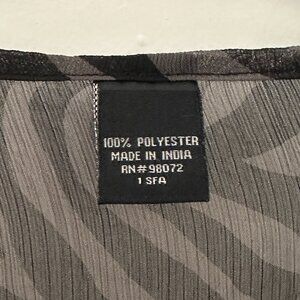 100% POLYESTER
MADE IN INDIA
RN#98072
1 SFA